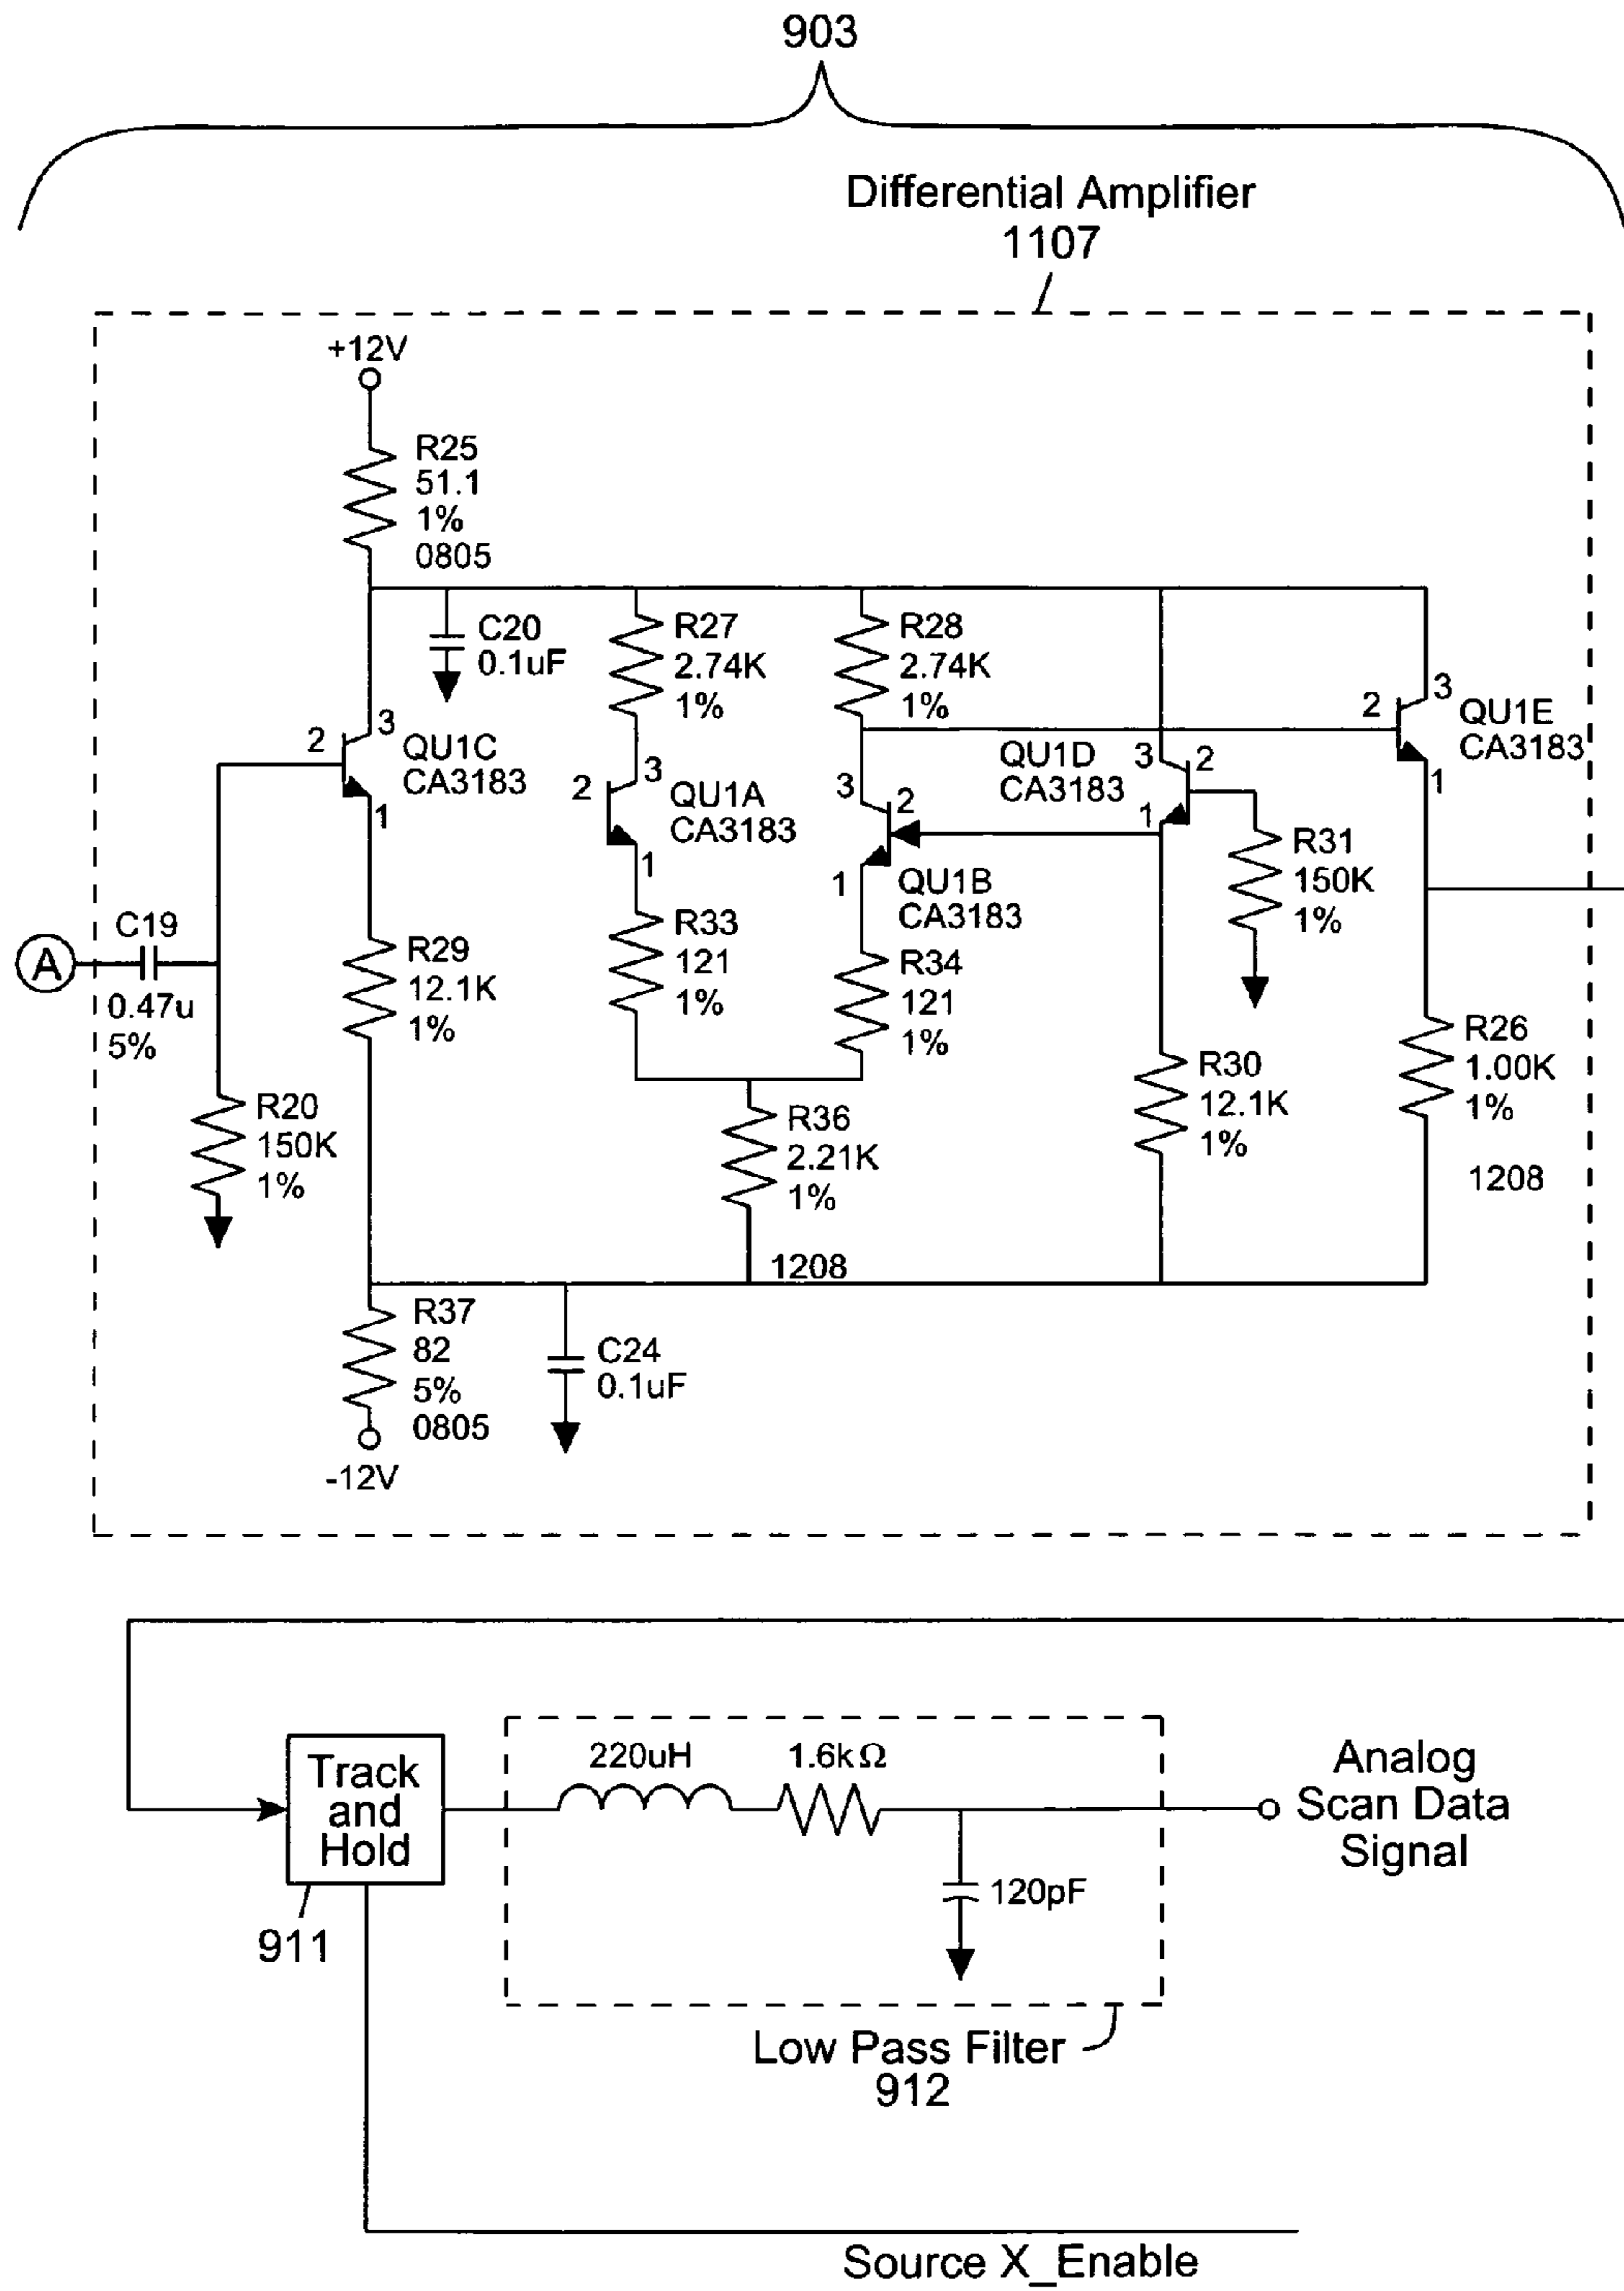 903
Differential Amplifier
1107
+12V
R25
51.1
1%
0805
C20
0.1uF
R27
2.74K
1%
R28
2.74K
1%
2
3
QU1C
CA3183
1
2
3
QU1A
CA3183
1
3
2
QU1B
CA3183
1
QU1D
CA3183
3
2
1
R31
150K
1%
2
3
QU1E
CA3183
1
A
C19
0.47u
5%
R29
12.1K
1%
R33
121
1%
R34
121
1%
R20
150K
1%
R36
2.21K
1%
R30
12.1K
1%
R26
1.00K
1%
1208
1208
R37
82
5%
0805
-12V
C24
0.1uF
Track
and
Hold
911
220uH
1.6kΩ
120pF
Analog
Scan Data
Signal
Low Pass Filter
912
Source X_Enable